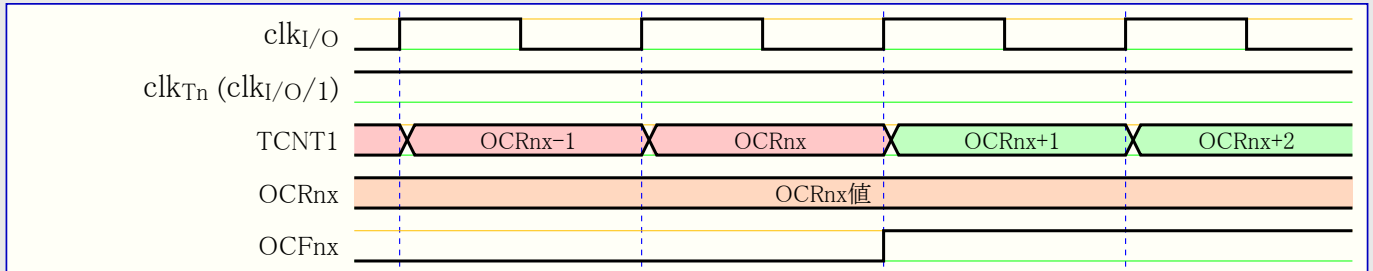 clkI/O
clkTn (clkI/O/1)
TCNT1 OCRnx-1 OCRnx OCRnx+1 OCRnx+2
OCRnx OCRnx値
OCFnx